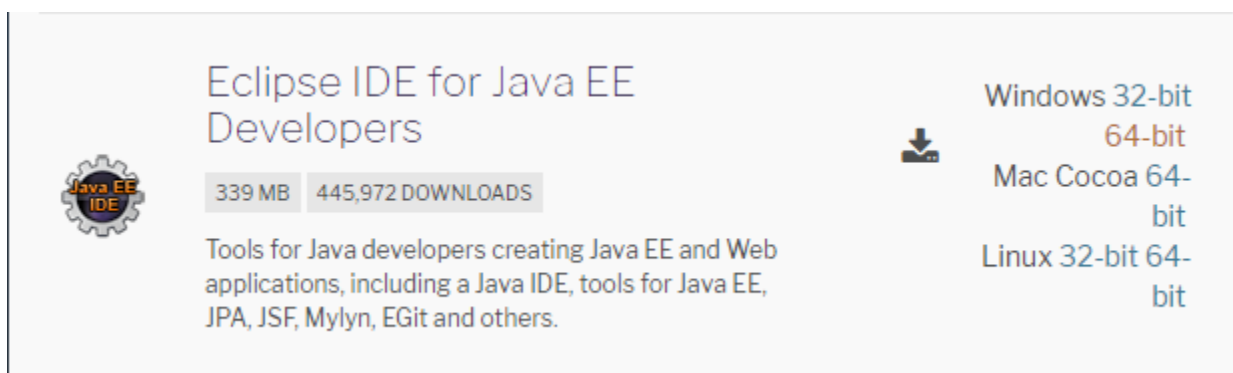 Eclipse IDE for Java EE
Developers
339 MB 445,972 DOWNLOADS
Tools for Java developers creating Java EE and Web
applications, including a Java IDE, tools for Java EE,
JPA, JSF, Mylyn, EGit and others.
Java EE
IDE
Windows 32-bit
64-bit
Mac Cocoa 64-
bit
Linux 32-bit 64-
bit